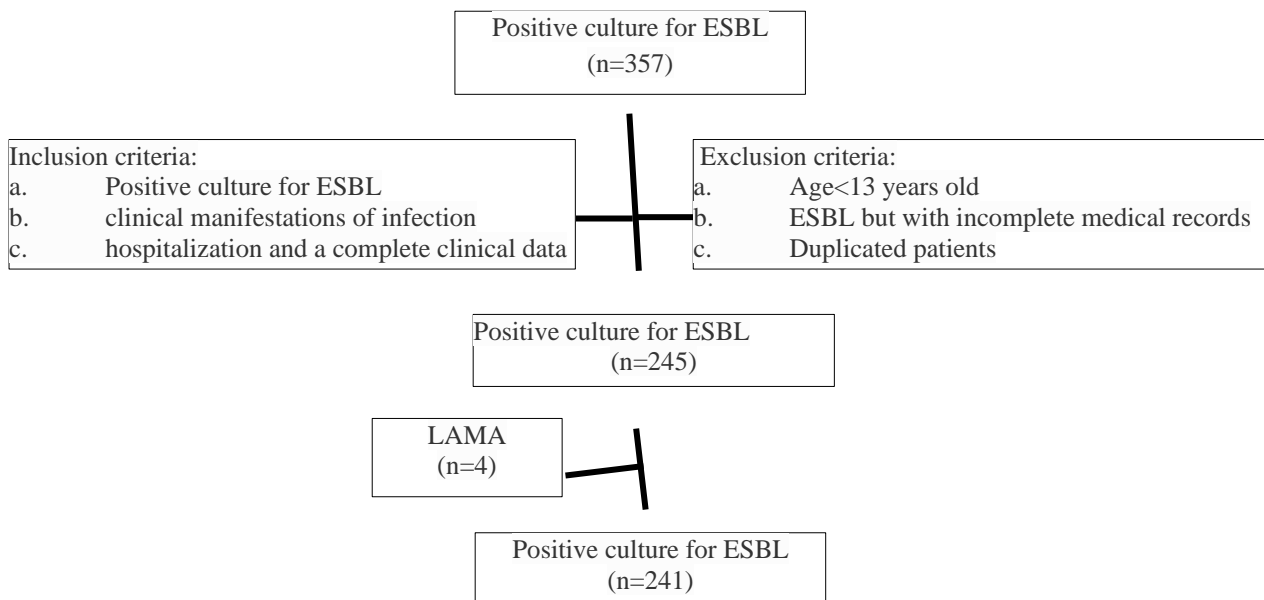 Positive culture for ESBL
(n=357)
Inclusion criteria:
a. Positive culture for ESBL
b. clinical manifestations of infection
c. hospitalization and a complete clinical data
Exclusion criteria:
a. Age<13 years old
b. ESBL but with incomplete medical records
c. Duplicated patients
Positive culture for ESBL
(n=245)
LAMA
(n=4)
Positive culture for ESBL
(n=241)